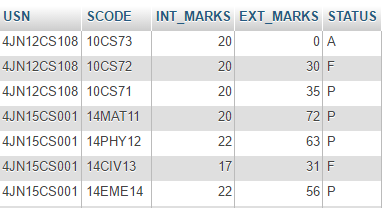 USN SCODE INT_MARKS EXT_MARKS STATUS
4JN12CS108 10CS73 20 0 A
4JN12CS108 10CS72 20 30 F
4JN12CS108 10CS71 20 35 P
4JN15CS001 14MAT11 20 72 P
4JN15CS001 14PHY12 22 63 P
4JN15CS001 14CIV13 17 31 F
4JN15CS001 14EME14 22 56 P